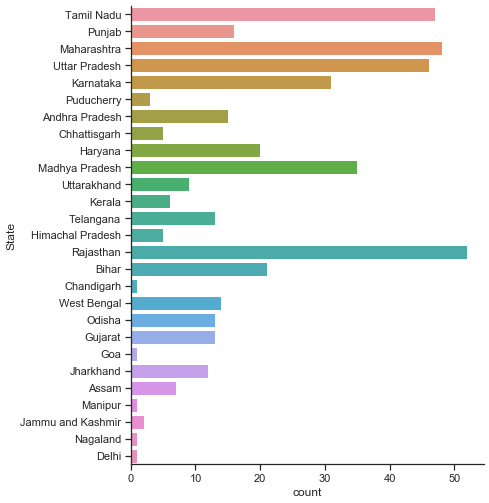 Tamil Nadu
Punjab
Maharashtra
Uttar Pradesh
Karnataka
Puducherry
Andhra Pradesh
Chhattisgarh
Haryana
Madhya Pradesh
Uttarakhand
Kerala
Telangana
Himachal Pradesh
Rajasthan
Bihar
Chandigarh
West Bengal
Odisha
Gujarat
Goa
Jharkhand
Assam
Manipur
Jammu and Kashmir
Nagaland
Delhi
State
0 10 20 30 40 50
count